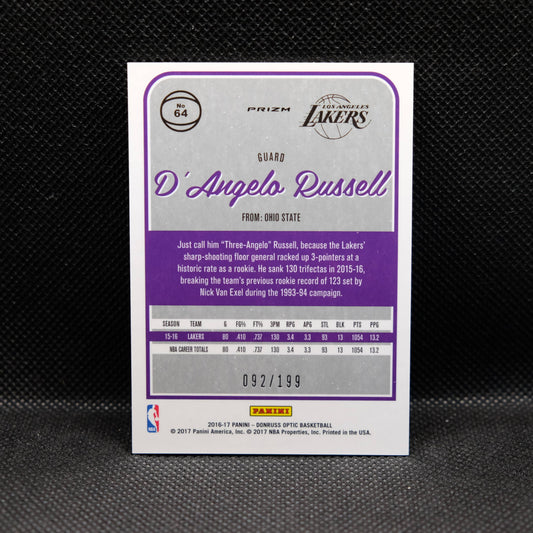 No
64
PRIZM
LOS ANGELES
LAKERS
GUARD
D'Angelo Russell
FROM: OHIO STATE
Just call him “Three-Angelo” Russell, because the Lakers’
sharp-shooting floor general racked up 3-pointers at a
historic rate as a rookie. He sank 130 trifectas in 2015-16,
breaking the team’s previous rookie record of 123 set by
Nick Van Exel during the 1993-94 campaign.
SEASON TEAM G FG% FT% 3PM RPG APG STL BLK PTS PPG
15-16 LAKERS 80 .410 .737 130 3.4 3.3 93 13 1054 13.2
NBA CAREER TOTALS 80 .410 .737 130 3.4 3.3 93 13 1054 13.2
092/199
PANINI
NBA
2016-17 PANINI – DONRUSS OPTIC BASKETBALL
© 2017 Panini America, Inc. © 2017 NBA Properties, Inc. Printed in the USA.